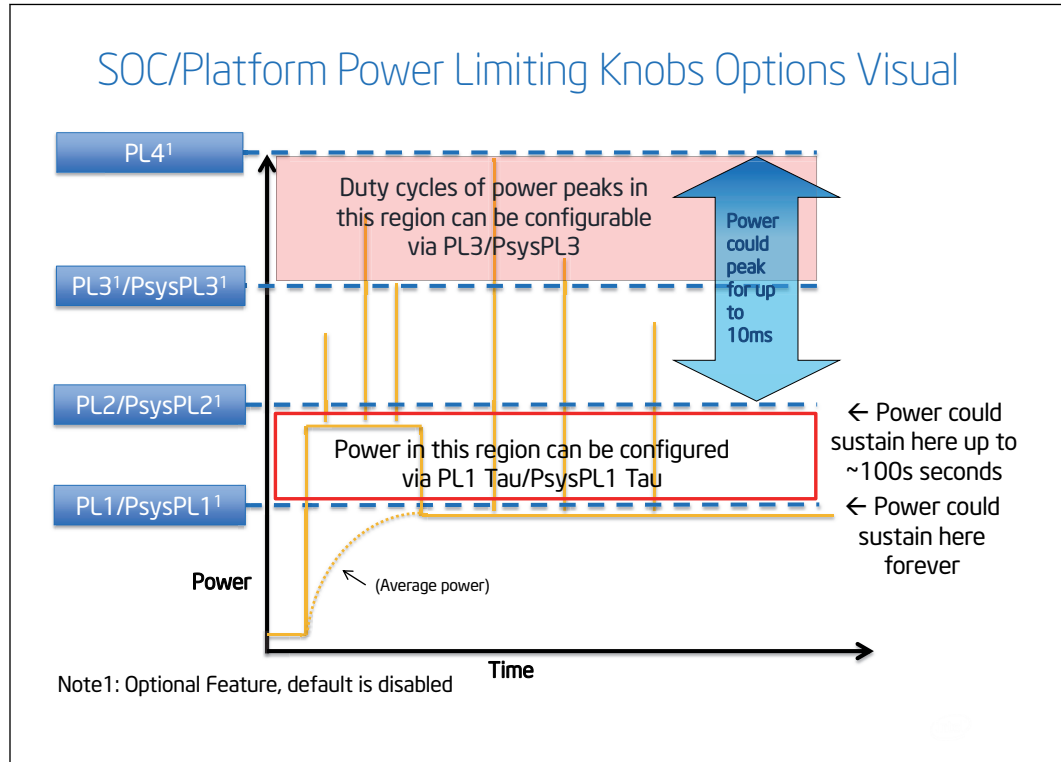 SOC/Platform Power Limiting Knobs Options Visual
PL4¹
Duty cycles of power peaks in
this region can be configurable
via PL3/PsysPL3
Power
could
peak
for up
to
10ms
PL3¹/PsysPL3¹
PL2/PsysPL2¹
← Power could
sustain here up to
~100s seconds
Power in this region can be configured
via PL1 Tau/PsysPL1 Tau
PL1/PsysPL1¹
← Power could
sustain here
forever
Power
(Average power)
Time
Note1: Optional Feature, default is disabled